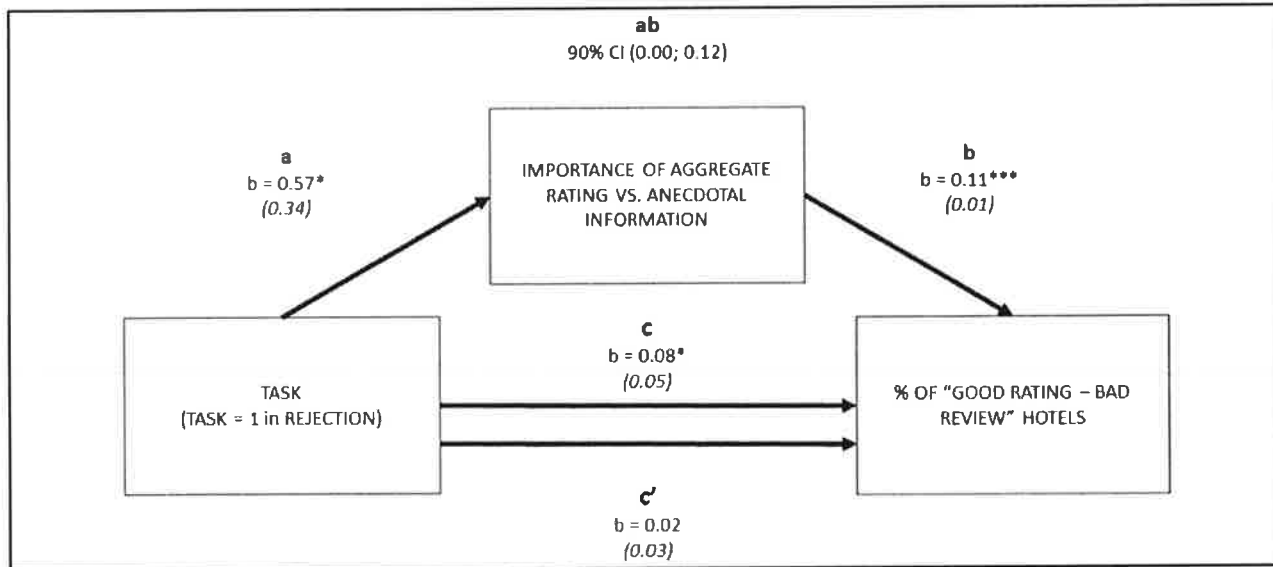 ab
90% CI (0.00; 0.12)
a
b = 0.57*
(0.34)
IMPORTANCE OF AGGREGATE
RATING VS. ANECDOTAL
INFORMATION
b
b = 0.11***
(0.01)
TASK
(TASK = 1 in REJECTION)
c
b = 0.08*
(0.05)
% OF "GOOD RATING – BAD
REVIEW" HOTELS
c'
b = 0.02
(0.03)